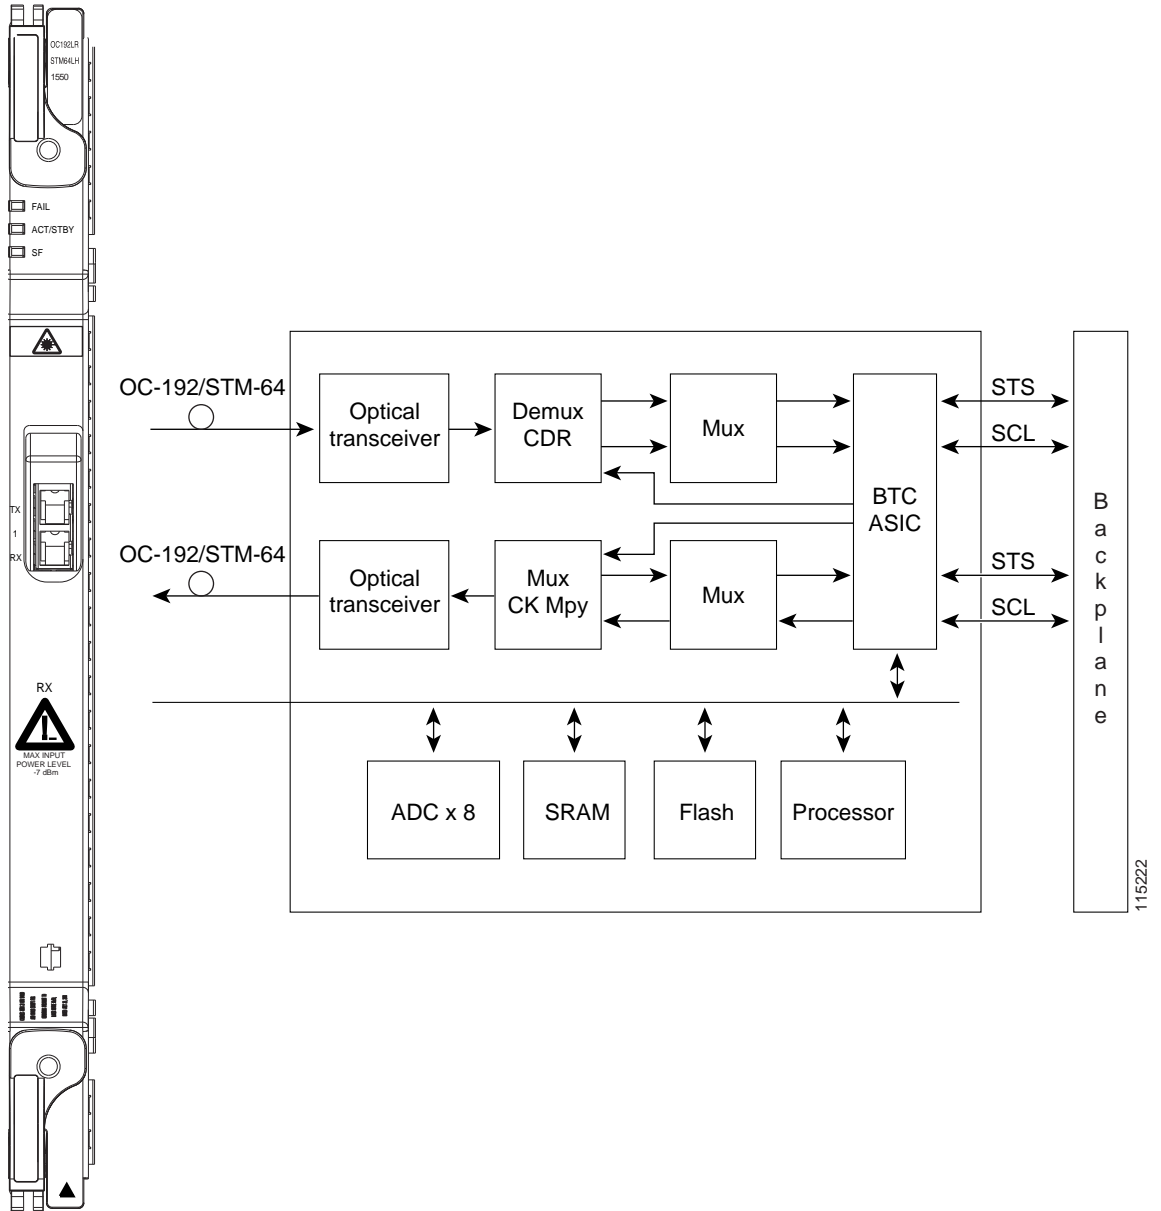 OC192LR
STM64LH
1550
FAIL
ACT/STBY
SF
TX
1
RX
RX
MAX INPUT
POWER LEVEL
-7 dBm
OC-192/STM-64
Optical
transceiver
Demux
CDR
Mux
BTC
ASIC
STS
SCL
OC-192/STM-64
Optical
transceiver
Mux
CK Mpy
Mux
STS
SCL
Backplane
ADC x 8
SRAM
Flash
Processor
115222